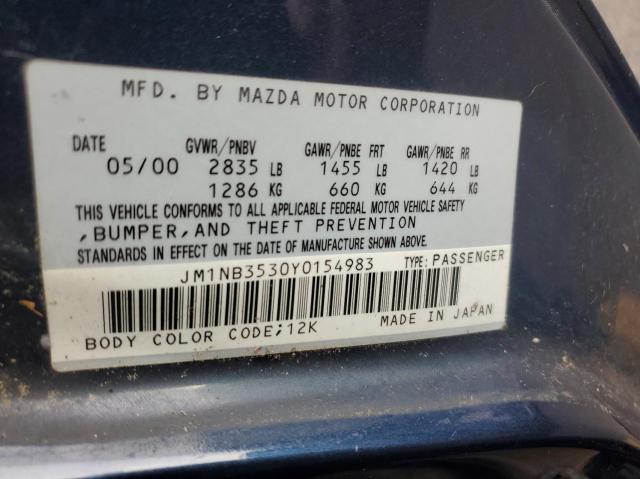 MFD. BY MAZDA MOTOR CORPORATION
DATE GVWR/PNBV GAWR/PNBE FRT GAWR/PNBE RR
05/00 2835 LB 1455 LB 1420 LB
1286 KG 660 KG 644 KG
THIS VEHICLE CONFORMS TO ALL APPLICABLE FEDERAL MOTOR VEHICLE SAFETY
,BUMPER,AND THEFT PREVENTION
STANDARDS IN EFFECT ON THE DATE OF MANUFACTURE SHOWN ABOVE.
JM1NB3530Y0154983 TYPE:PASSENGER
BODY COLOR CODE;12K MADE IN JAPAN